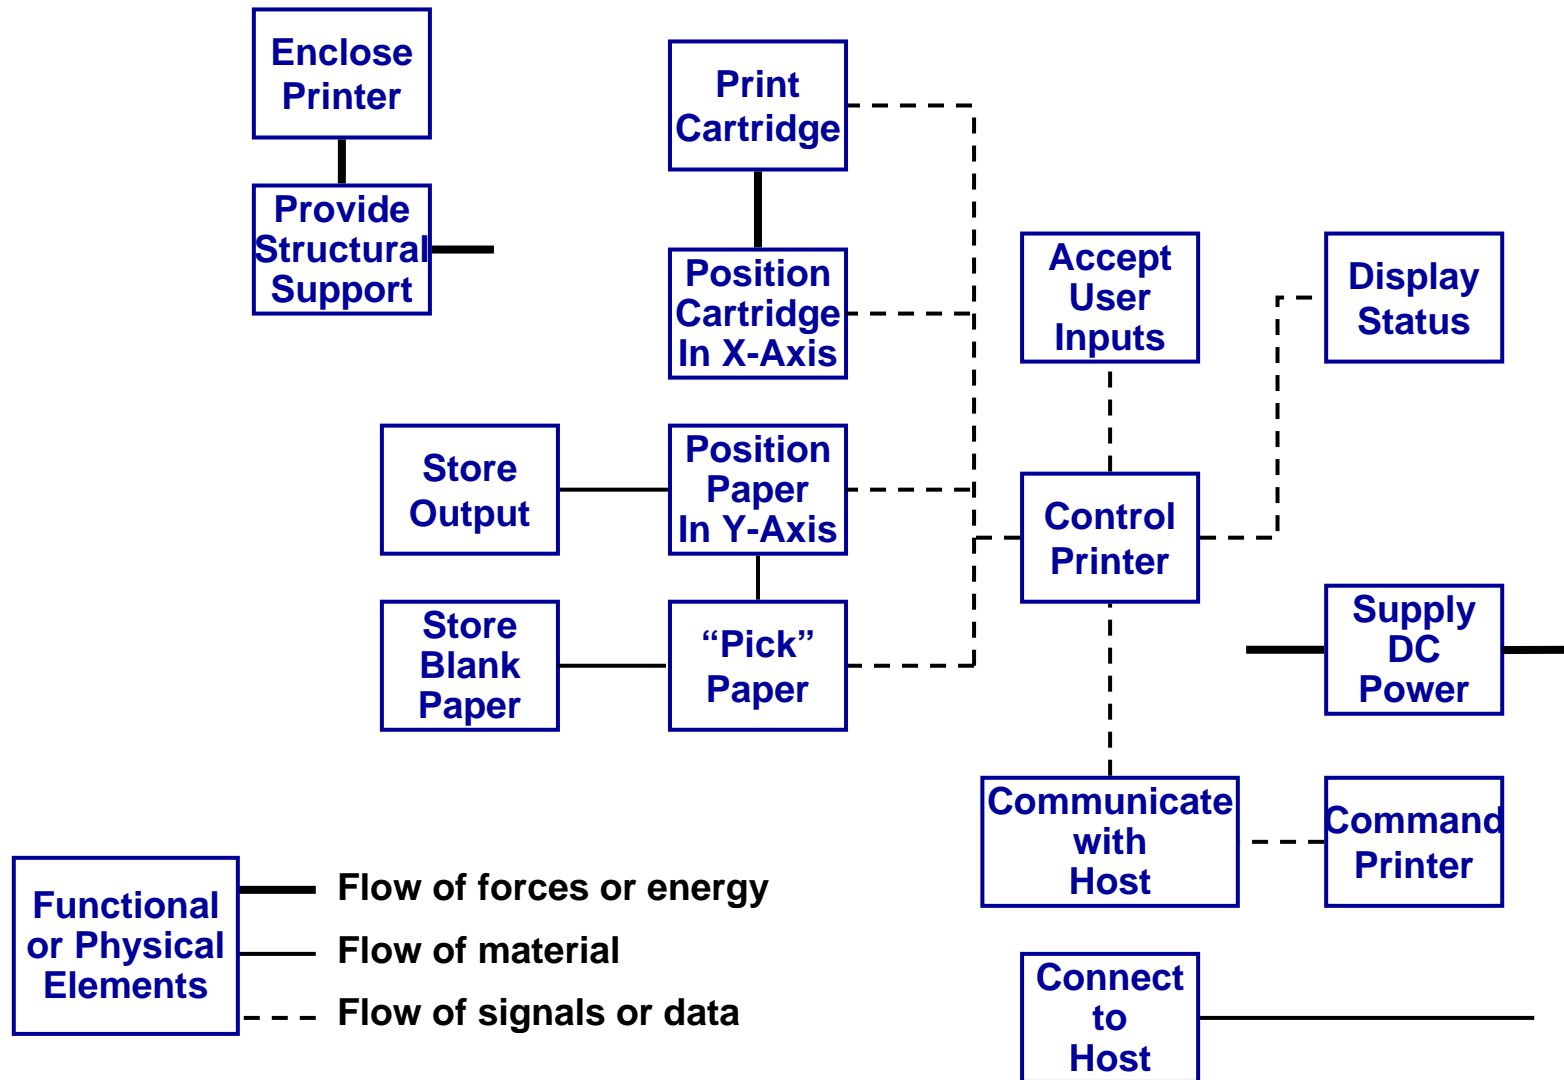 Enclose
Printer
Provide
Structural
Support
Print
Cartridge
Position
Cartridge
In X-Axis
Accept
User
Inputs
Display
Status
Store
Output
Position
Paper
In Y-Axis
Control
Printer
Store
Blank
Paper
“Pick”
Paper
Supply
DC
Power
Communicate
with
Host
Command
Printer
Connect
to
Host
Functional
or Physical
Elements
Flow of forces or energy
Flow of material
Flow of signals or data